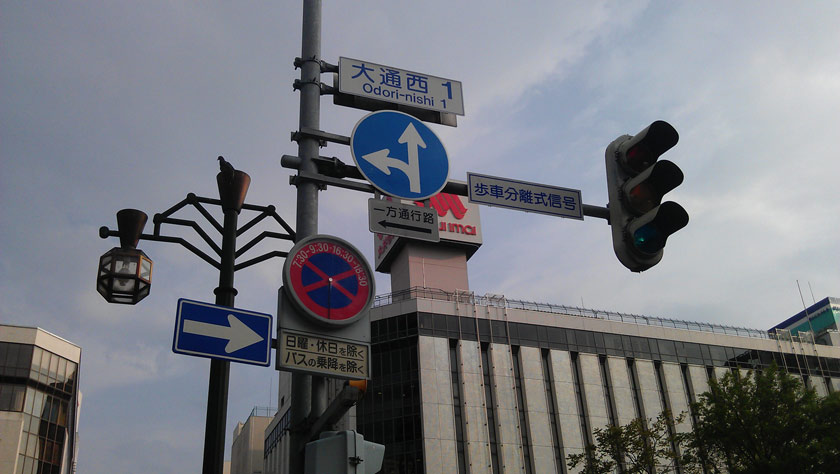 大通西 1
Odori-nishi 1
歩車分離式信号
一方通行路
UI IMAI
7:30-9:30・16:30-18:30
日曜・休日を除く
バスの乗降を除く